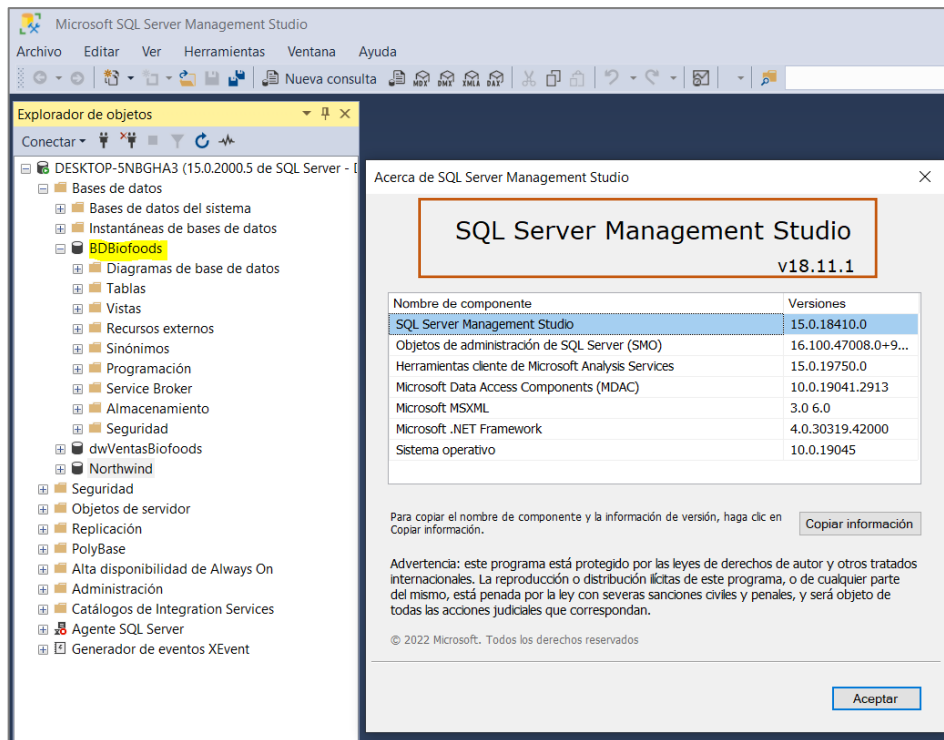 Microsoft SQL Server Management Studio
Archivo Editar Ver Herramientas Ventana Ayuda
Nueva consulta MDX DMX XMLA DAX
Explorador de objetos
Conectar
DESKTOP-5NBGHA3 (15.0.2000.5 de SQL Server -
Bases de datos
Bases de datos del sistema
Instantáneas de bases de datos
BDBiofoods
Diagramas de base de datos
Tablas
Vistas
Recursos externos
Sinónimos
Programación
Service Broker
Almacenamiento
Seguridad
dwVentasBiofoods
Northwind
Seguridad
Objetos de servidor
Replicación
PolyBase
Alta disponibilidad de Always On
Administración
Catálogos de Integration Services
Agente SQL Server
Generador de eventos XEvent
Acerca de SQL Server Management Studio
SQL Server Management Studio
v18.11.1
Nombre de componente Versiones
SQL Server Management Studio 15.0.18410.0
Objetos de administración de SQL Server (SMO) 16.100.47008.0+9...
Herramientas cliente de Microsoft Analysis Services 15.0.19750.0
Microsoft Data Access Components (MDAC) 10.0.19041.2913
Microsoft MSXML 3.0 6.0
Microsoft .NET Framework 4.0.30319.42000
Sistema operativo 10.0.19045
Para copiar el nombre de componente y la información de versión, haga clic en
Copiar información.
Copiar información
Advertencia: este programa está protegido por las leyes de derechos de autor y otros tratados
internacionales. La reproducción o distribución ilícitas de este programa, o de cualquier parte
del mismo, está penada por la ley con severas sanciones civiles y penales, y será objeto de
todas las acciones judiciales que correspondan.
© 2022 Microsoft. Todos los derechos reservados
Aceptar